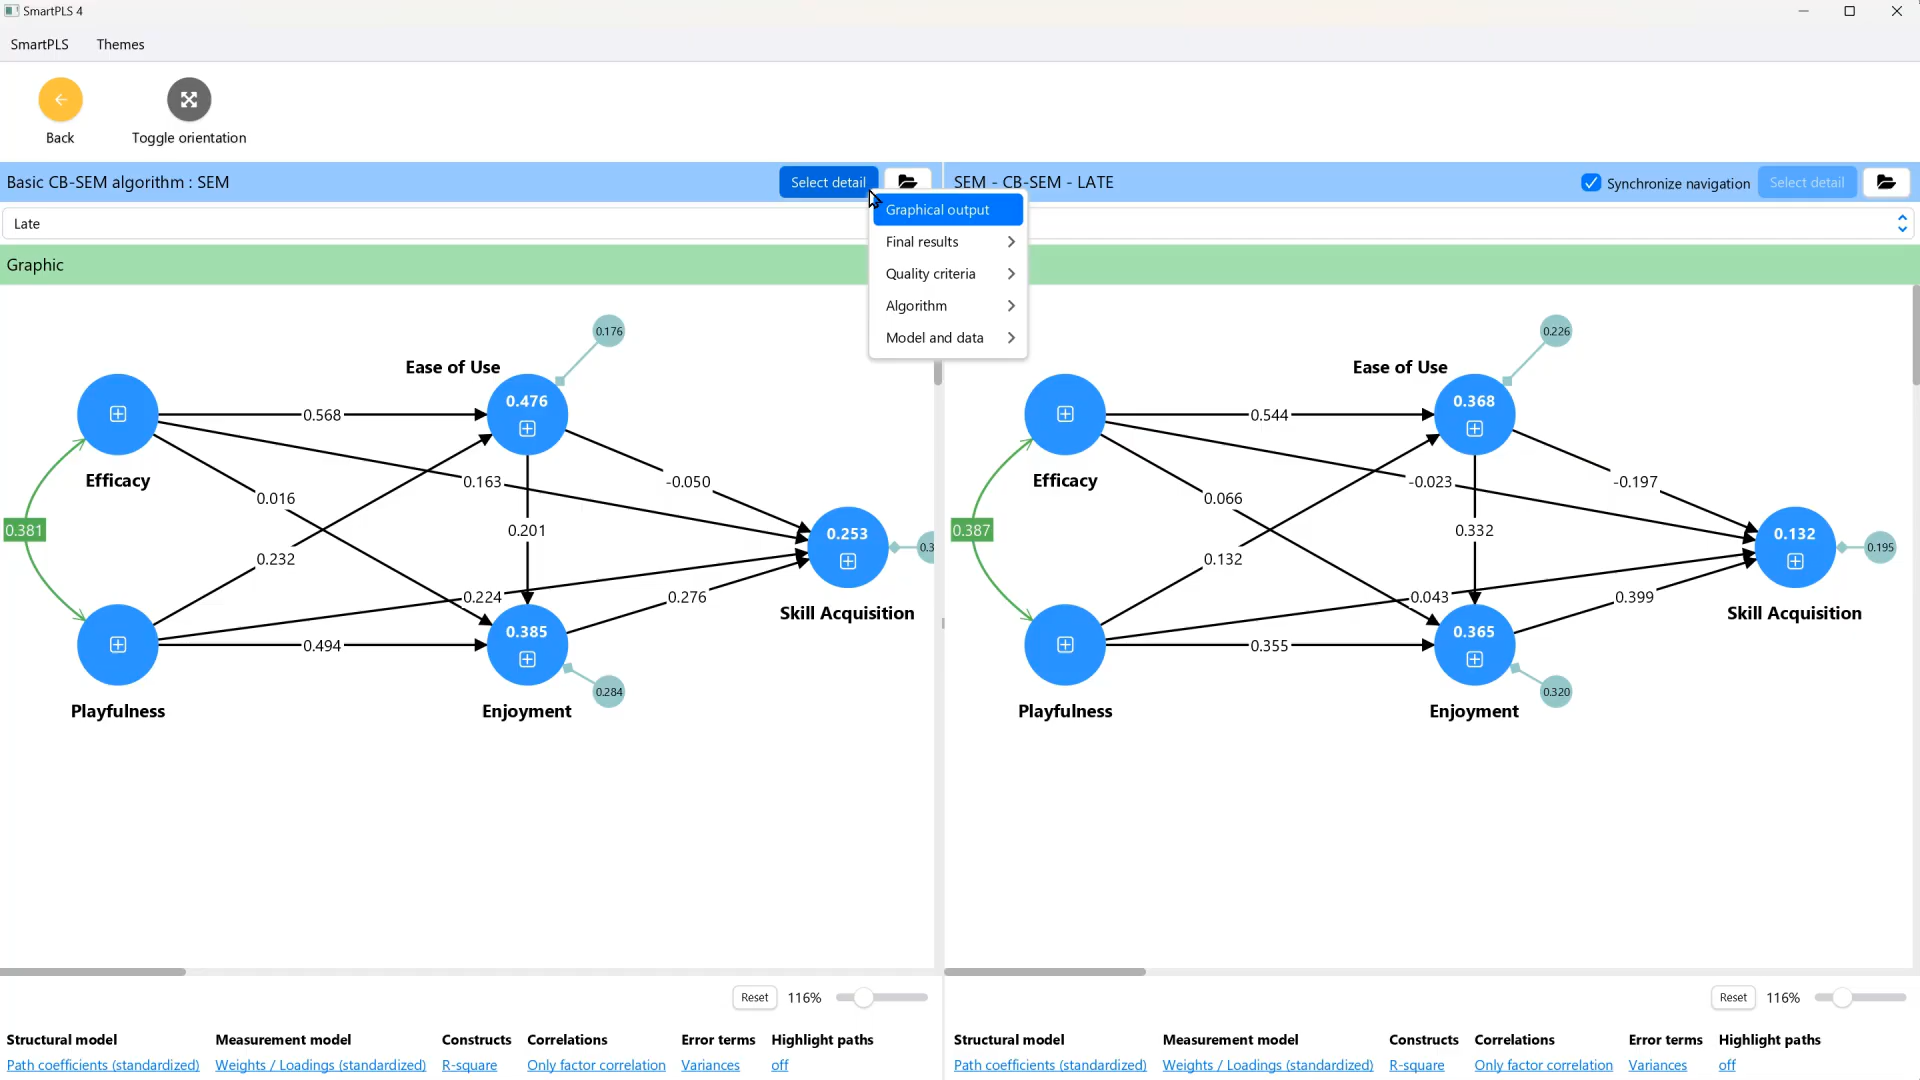 SmartPLS 4
SmartPLS Themes
Back Toggle orientation
Basic CB-SEM algorithm : SEM Select detail SEM - CB-SEM - LATE Synchronize navigation Select detail
Late
Graphic
Graphical output
Final results
Quality criteria
Algorithm
Model and data
0.176
Ease of Use
0.476
0.568
Efficacy
0.163
-0.050
0.016
0.381
0.201
0.253
0.232
0.224
0.276
Skill Acquisition
0.385
0.494
0.284
Playfulness
Enjoyment
0.226
Ease of Use
0.368
0.544
Efficacy
-0.023
-0.197
0.066
0.387
0.332
0.132
0.195
0.132
0.043
0.399
Skill Acquisition
0.365
0.355
0.320
Playfulness
Enjoyment
Reset 116%
Reset 116%
Structural model Measurement model Constructs Correlations Error terms Highlight paths
Path coefficients (standardized) Weights / Loadings (standardized) R-square Only factor correlation Variances off
Structural model Measurement model Constructs Correlations Error terms Highlight paths
Path coefficients (standardized) Weights / Loadings (standardized) R-square Only factor correlation Variances off